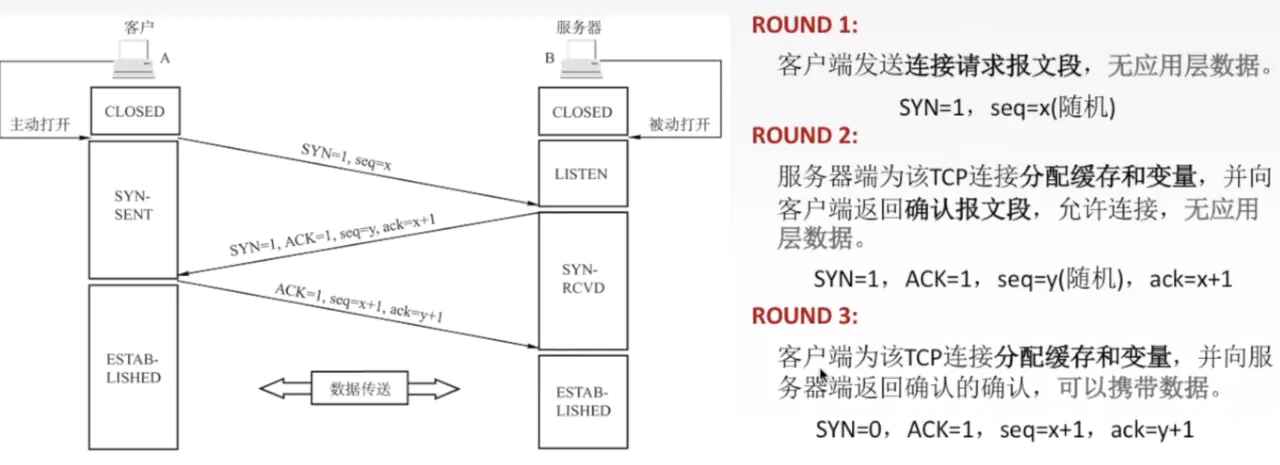 客户
服务器
A
B
CLOSED
CLOSED
主动打开
被动打开
SYN=1, seq=x
LISTEN
SYN-
SENT
SYN=1, ACK=1, seq=y, ack=x+1
SYN-
RCVD
ACK=1, seq=x+1, ack=y+1
ESTAB-
LISHED
数据传送
ESTAB-
LISHED
ROUND 1:
客户端发送连接请求报文段，无应用层数据。
SYN=1，seq=x(随机)
ROUND 2:
服务器端为该TCP连接分配缓存和变量，并向
客户端返回确认报文段，允许连接，无应用
层数据。
SYN=1，ACK=1，seq=y(随机)，ack=x+1
ROUND 3:
客户端为该TCP连接分配缓存和变量，并向服
务器端返回确认的确认，可以携带数据。
SYN=0，ACK=1，seq=x+1，ack=y+1